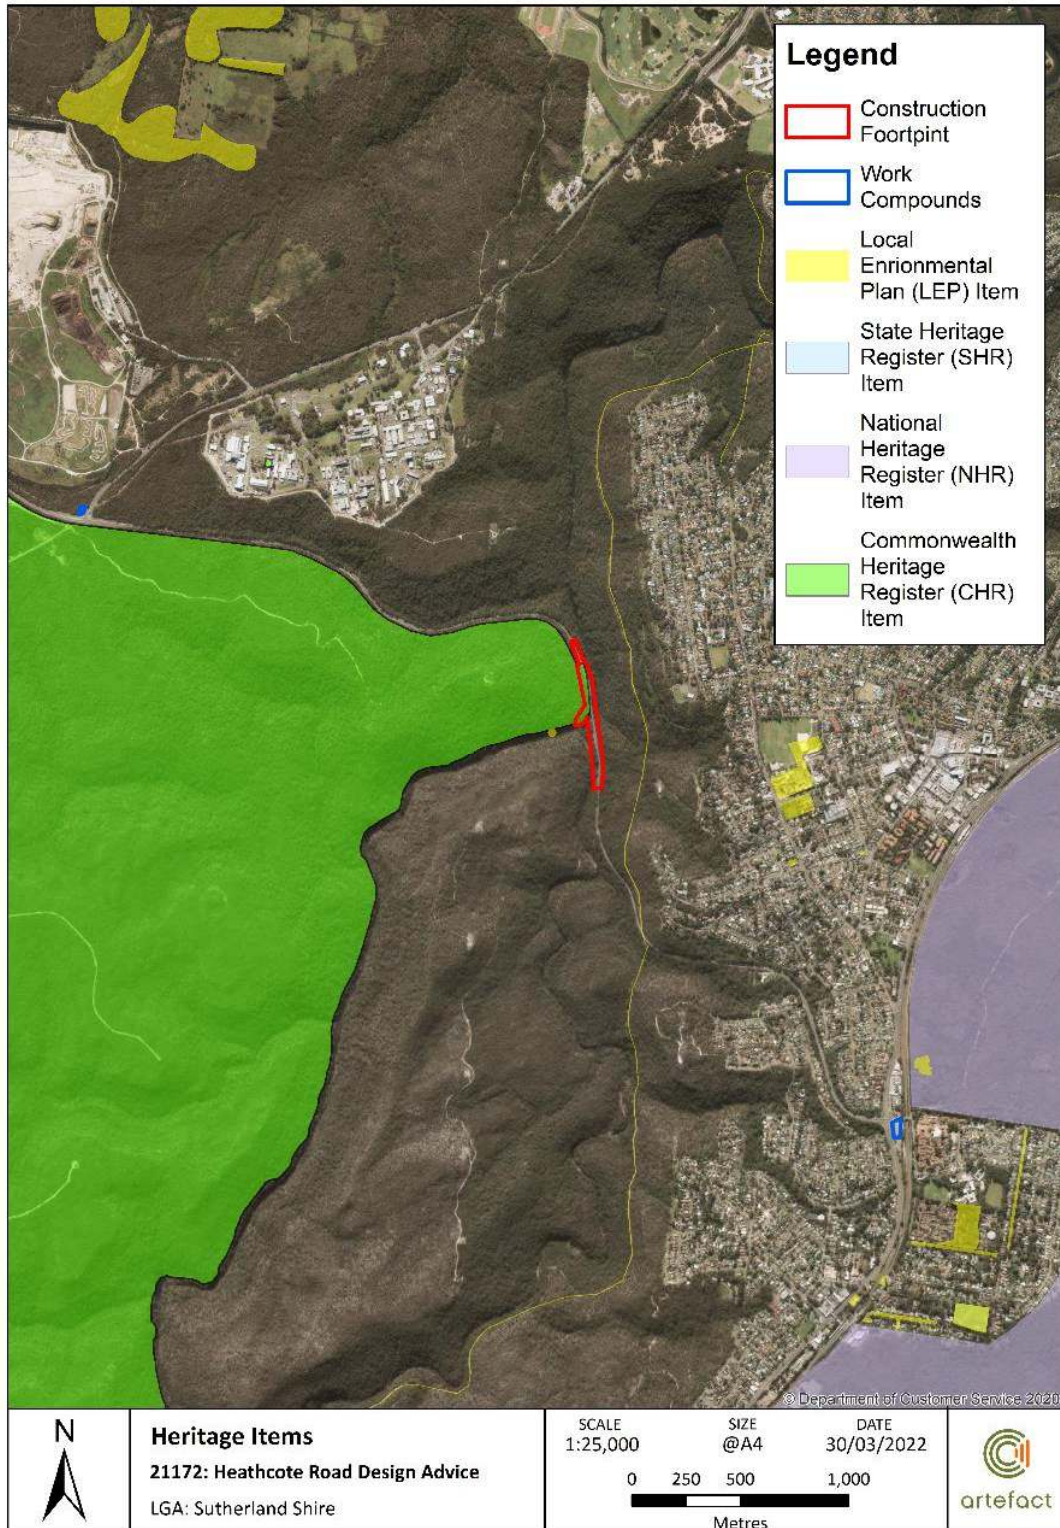 Legend
Construction
Foortpint
Work
Compounds
Local
Enrionmental
Plan (LEP) Item
State Heritage
Register (SHR)
Item
National
Heritage
Register (NHR)
Item
Commonwealth
Heritage
Register (CHR)
Item
© Department of Customer Service 2020
N
Heritage Items
21172: Heathcote Road Design Advice
LGA: Sutherland Shire
SCALE
1:25,000
SIZE
@A4
DATE
30/03/2022
0 250 500 1,000
Metres
artefact